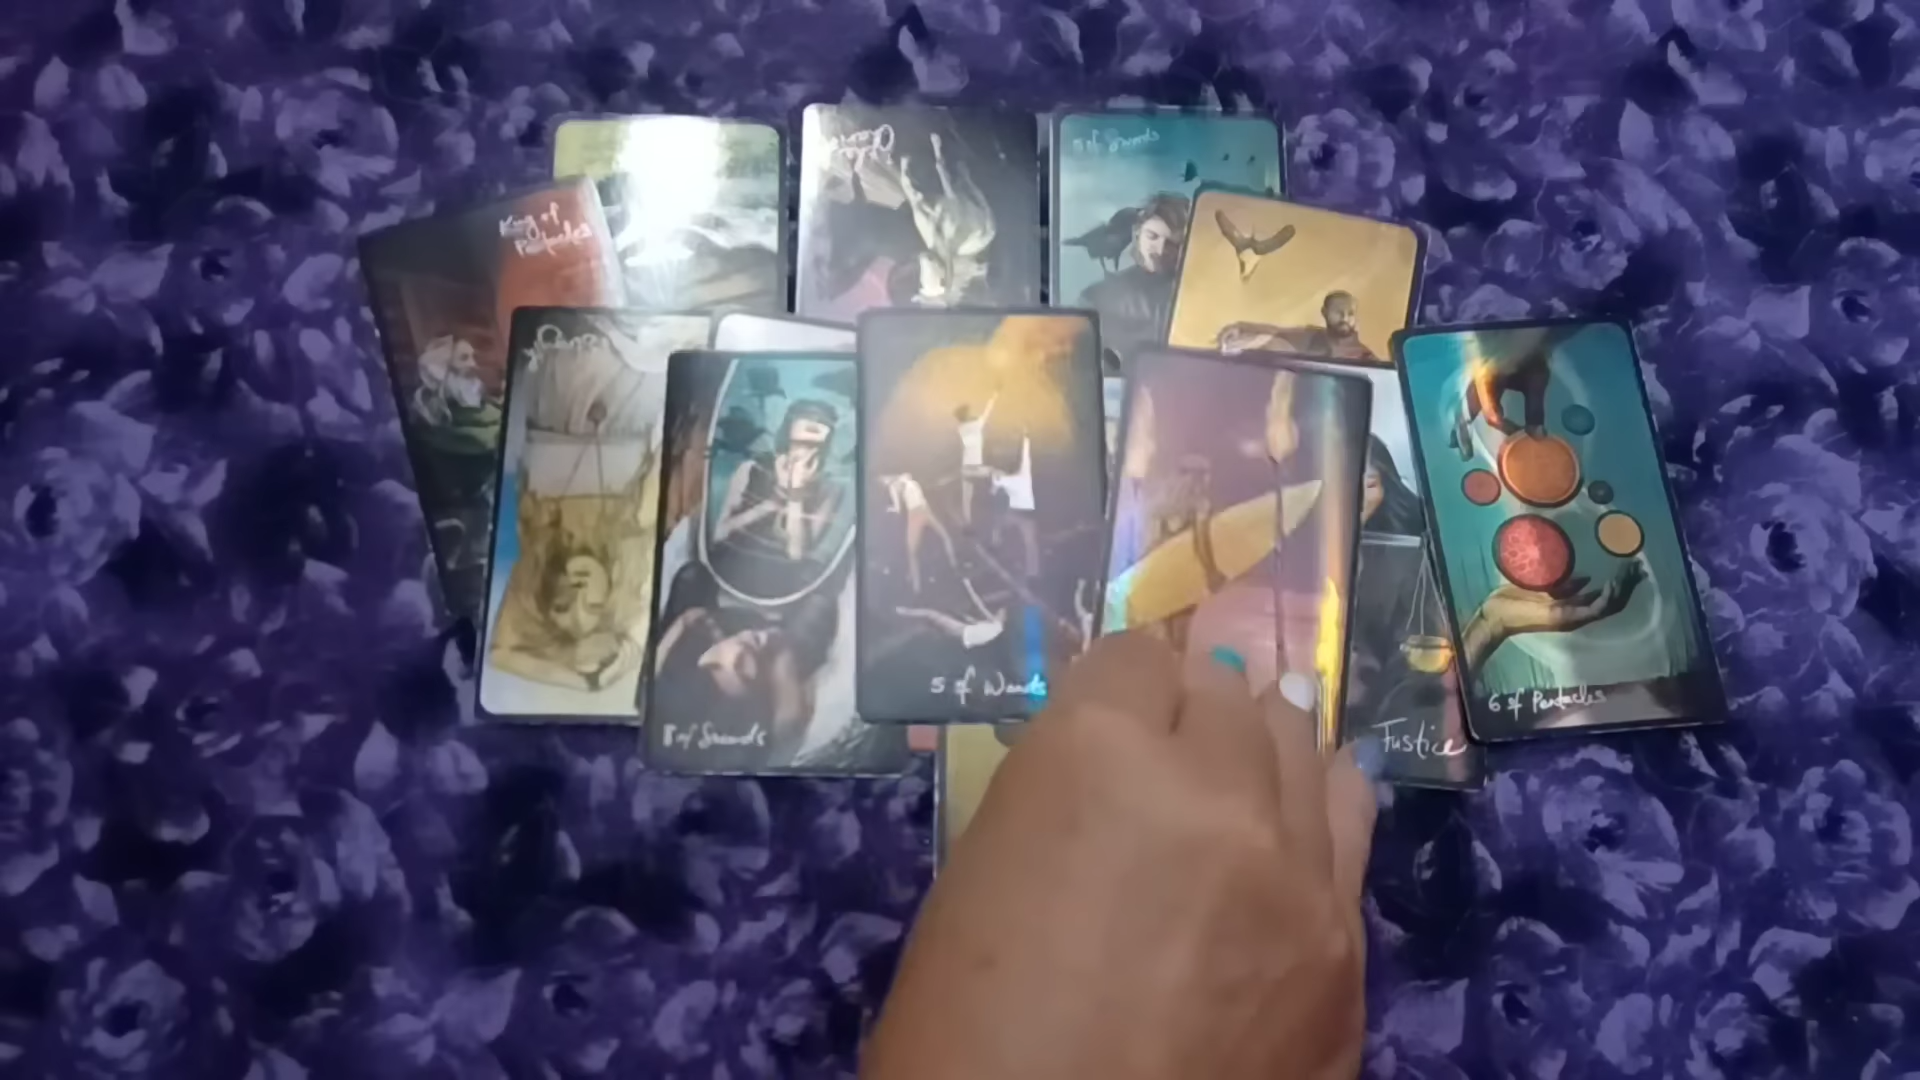 King of
Pentacles
5 of Swords
5 of Wands
8 of Swords
Justice
6 of Pentacles